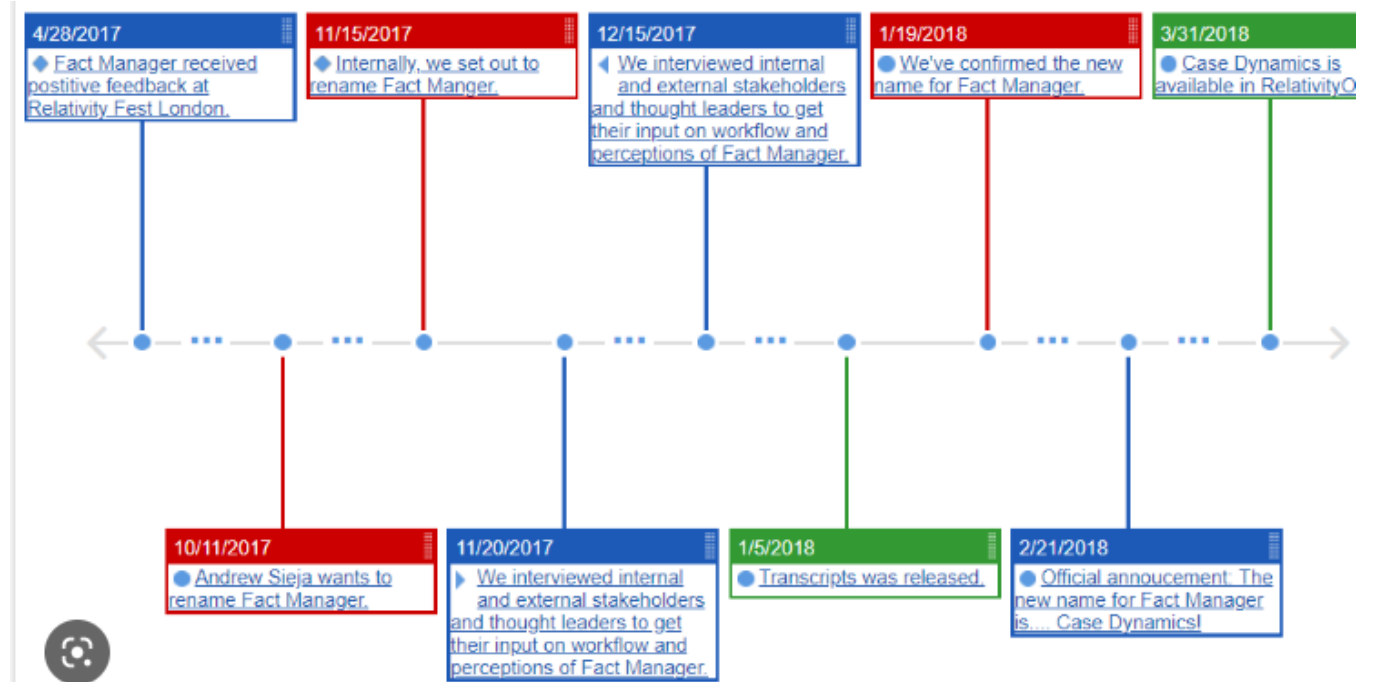 4/28/2017
Fact Manager received
postitive feedback at
Relativity Fest London.
11/15/2017
Internally, we set out to
rename Fact Manger.
12/15/2017
We interviewed internal
and external stakeholders
and thought leaders to get
their input on workflow and
perceptions of Fact Manager.
1/19/2018
We've confirmed the new
name for Fact Manager.
3/31/2018
Case Dynamics is
available in RelativityO
10/11/2017
Andrew Sieja wants to
rename Fact Manager.
11/20/2017
We interviewed internal
and external stakeholders
and thought leaders to get
their input on workflow and
perceptions of Fact Manager.
1/5/2018
Transcripts was released.
2/21/2018
Official annoucement: The
new name for Fact Manager
is.... Case Dynamics!